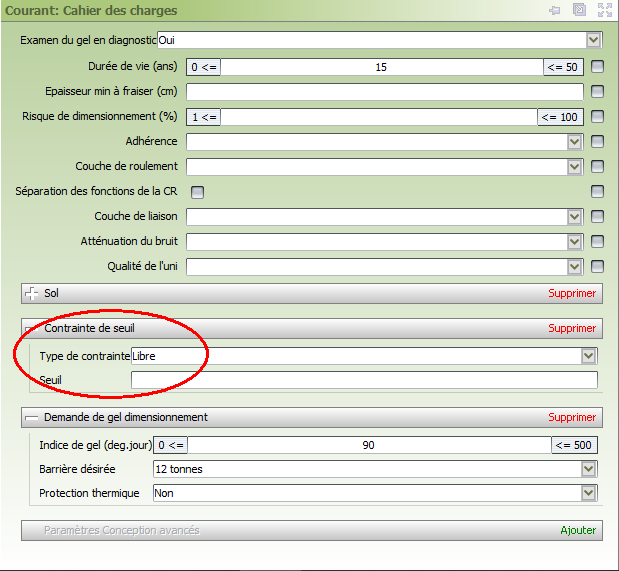 Courant: Cahier des charges
Examen du gel en diagnostic Oui
Durée de vie (ans) 0 <= 15 <= 50
Epaisseur min à fraiser (cm)
Risque de dimensionnement (%) 1 <= <= 100
Adhérence
Couche de roulement
Séparation des fonctions de la CR
Couche de liaison
Atténuation du bruit
Qualité de l'uni
Sol Supprimer
Contrainte de seuil Supprimer
Type de contrainte Libre
Seuil
Demande de gel dimensionnement Supprimer
Indice de gel (deg.jour) 0 <= 90 <= 500
Barrière désirée 12 tonnes
Protection thermique Non
Paramètres Conception avancés Ajouter